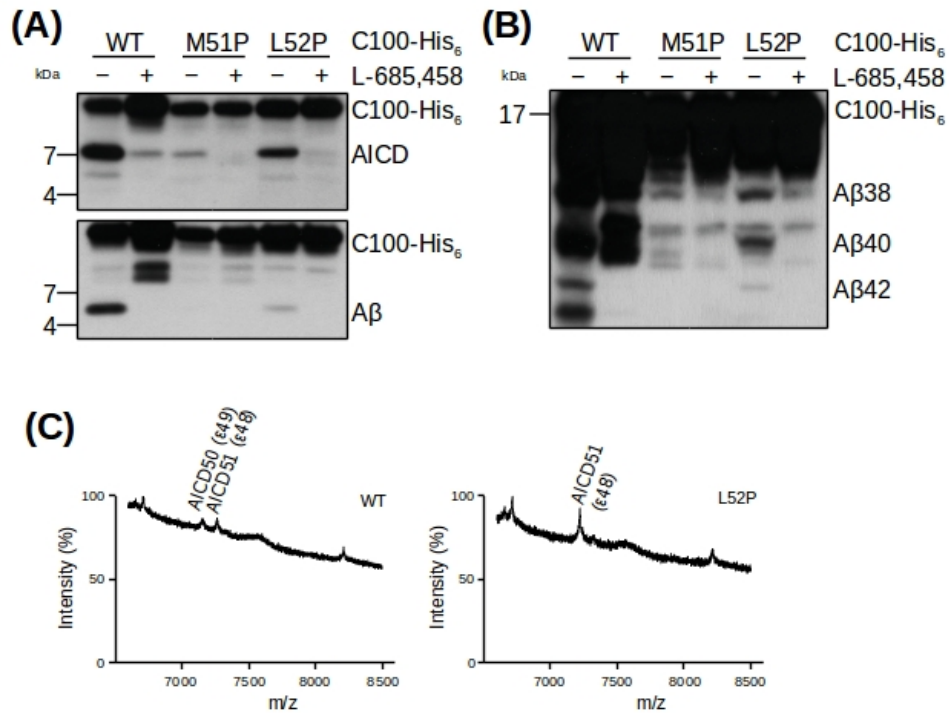 (A)
WT M51P L52P C100-His6
kDa − + − + − + L-685,458
C100-His6
7 AICD
4
C100-His6
7
4 Aβ
(B)
WT M51P L52P C100-His6
kDa − + − + − + L-685,458
17 C100-His6
Aβ38
Aβ40
Aβ42
(C)
AICD50 (ε49)
AICD51 (ε48)
WT
Intensity (%)
100
50
0
7000 7500 8000 8500
m/z
AICD51
(ε48)
L52P
Intensity (%)
100
50
0
7000 7500 8000 8500
m/z